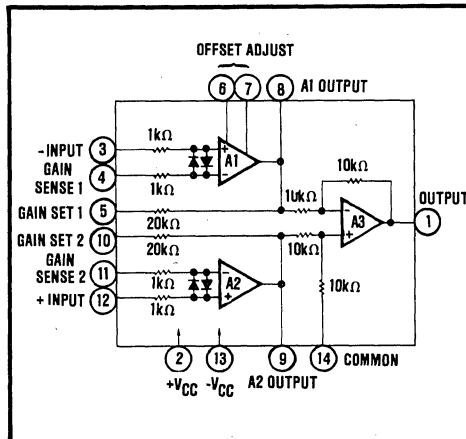 OFFSET ADJUST
6 7 8 A1 OUTPUT
1kΩ
-INPUT 3
+
A1
-
GAIN
SENSE 1 4
1kΩ
10kΩ
OUTPUT
GAIN SET 1 5
10kΩ
-
A3
+
1
20kΩ
GAIN SET 2 10
20kΩ
10kΩ
GAIN
SENSE 2 11
-
1kΩ
A2
10kΩ
+ INPUT 12
+
1kΩ
2 13 9 14 COMMON
+VCC -VCC A2 OUTPUT